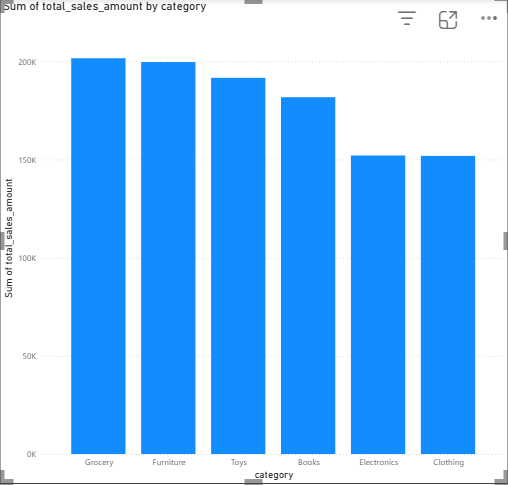 Sum of total_sales_amount by category
Sum of total_sales_amount
200K
150K
100K
50K
0K
Grocery Furniture Toys Books Electronics Clothing
category